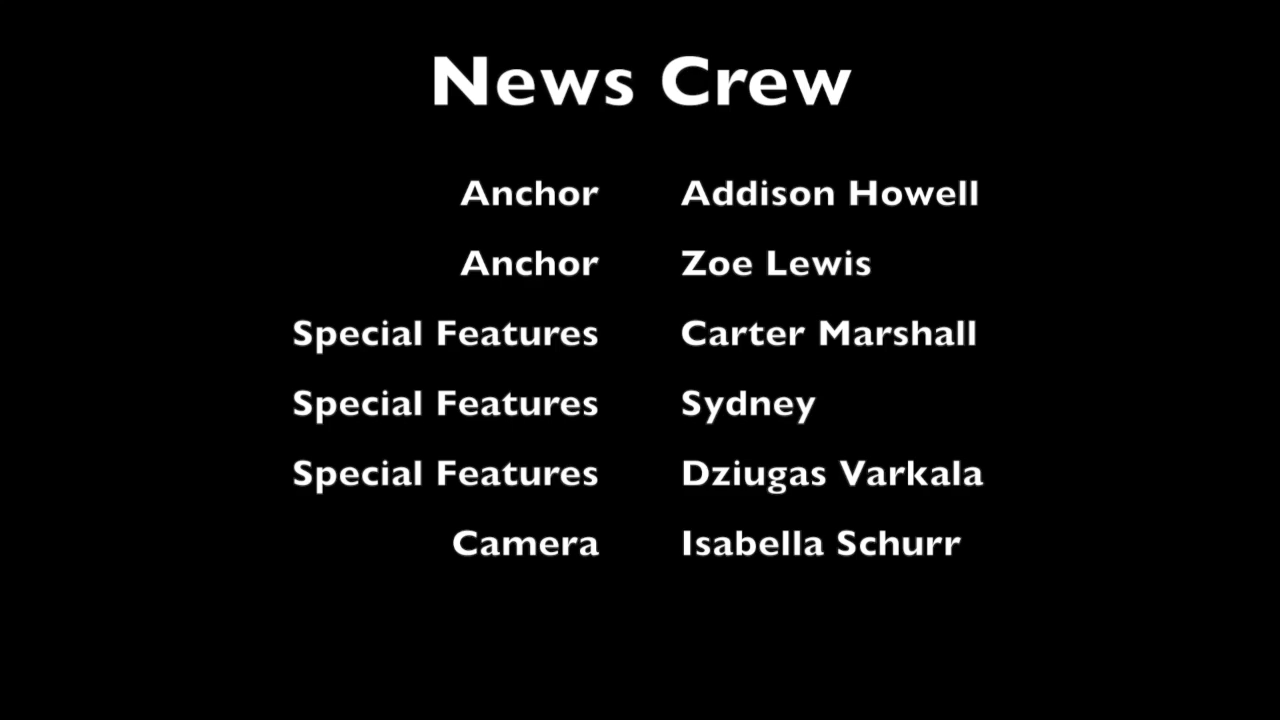 News Crew
Anchor Addison Howell
Anchor Zoe Lewis
Special Features Carter Marshall
Special Features Sydney
Special Features Dziugas Varkala
Camera Isabella Schurr